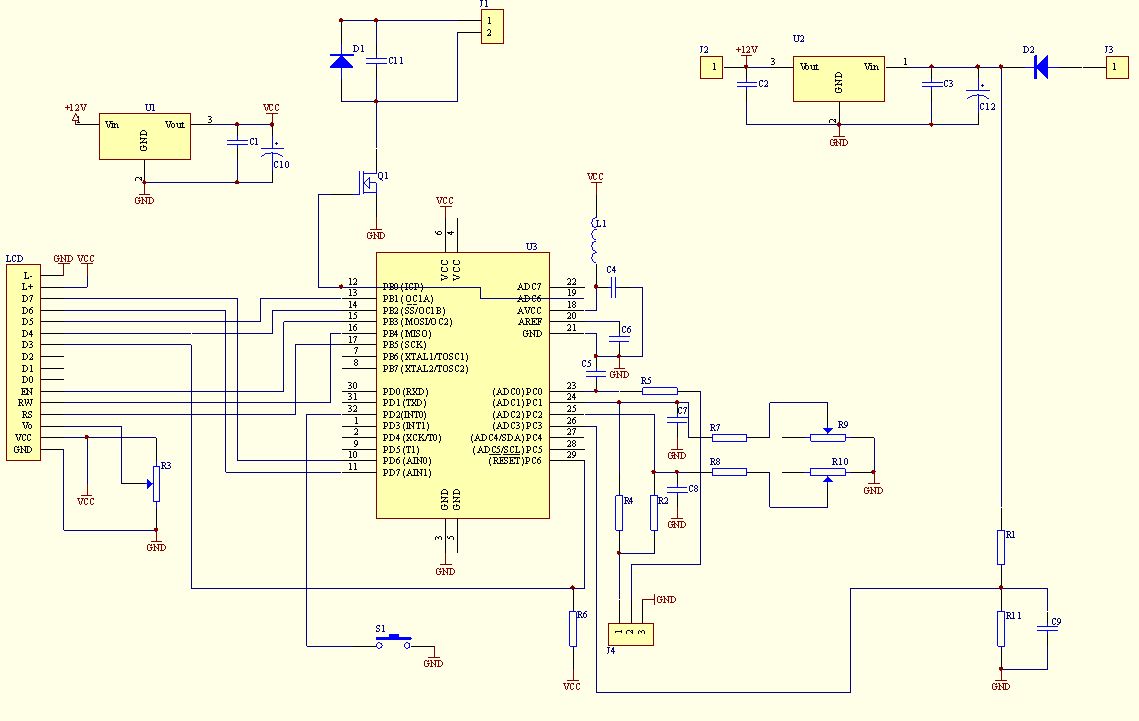 J1
1
2
D1
C11
U2
J2
1
+12V
3
Vout
Vin
GND
1
2
GND
C2
C3
C12
D2
J3
1
+12V
1
U1
Vin
Vout
GND
3
2
GND
VCC
C1
C10
Q1
GND
VCC
6
4
U3
VCC
VCC
VCC
L1
C4
C6
C5
GND
12 PB0(ICP) ADC7 22
13 PB1(OC1A) ADC6 19
14 PB2(SS/OC1B) AVCC 18
15 PB3(MOSI/OC2) AREF 20
16 PB4(MISO) GND 21
17 PB5(SCK)
7 PB6(XTAL1/TOSC1)
8 PB7(XTAL2/TOSC2)
30 PD0(RXD) (ADC0)PC0 23
31 PD1(TXD) (ADC1)PC1 24
32 PD2(INT0) (ADC2)PC2 25
1 PD3(INT1) (ADC3)PC3 26
2 PD4(XCK/T0) (ADC4/SDA)PC4 27
9 PD5(T1) (ADC5/SCL)PC5 28
10 PD6(AIN0) (RESET)PC6 29
11 PD7(AIN1)
GND
GND
3
5
GND
LCD
GND
VCC
L-
L+
D7
D6
D5
D4
D3
D2
D1
D0
EN
RW
RS
Vo
VCC
GND
R3
VCC
GND
R5
C7
GND
R7
R9
R8
R10
GND
C8
GND
R4
R2
GND
1
2
3
J4
R6
VCC
S1
GND
R1
R11
C9
GND